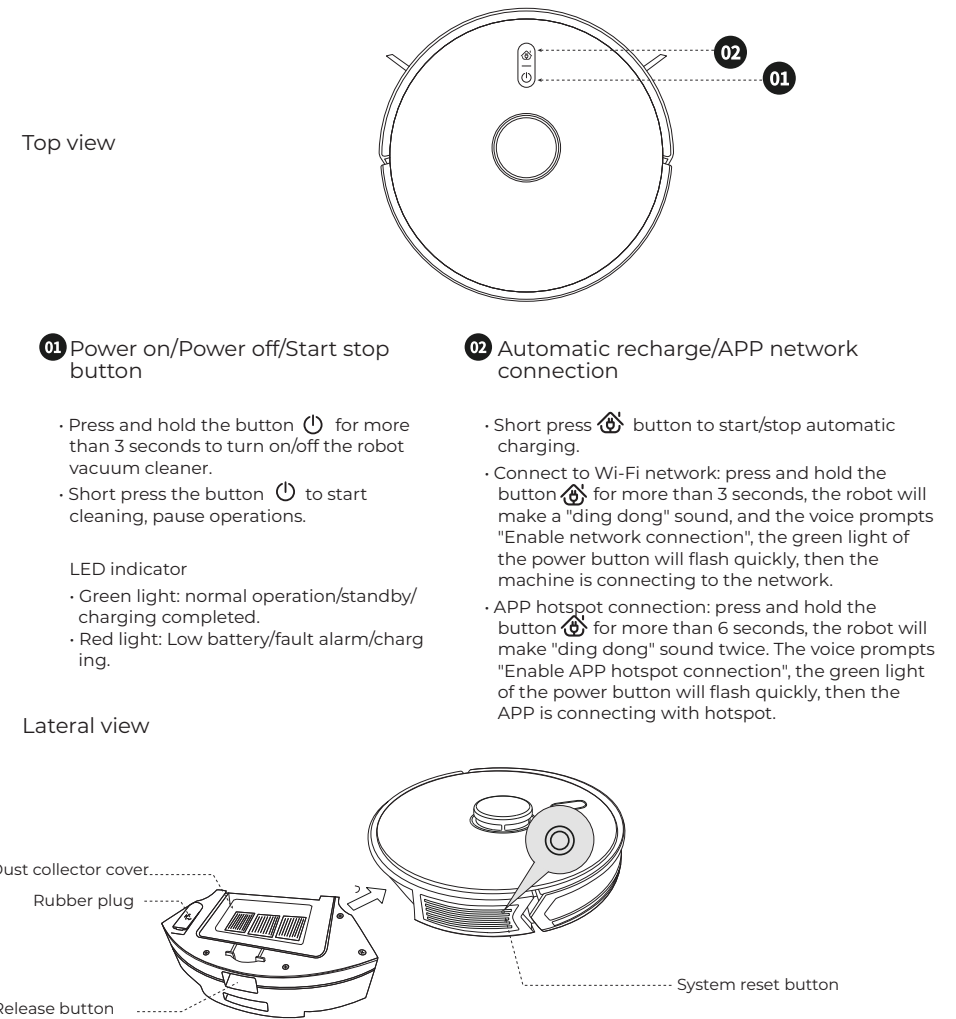 02
01
Top view
01 Power on/Power off/Start stop
button
· Press and hold the button for more
than 3 seconds to turn on/off the robot
vacuum cleaner.
· Short press the button to start
cleaning, pause operations.
LED indicator
· Green light: normal operation/standby/
charging completed.
· Red light: Low battery/fault alarm/charg
ing.
02 Automatic recharge/APP network
connection
· Short press button to start/stop automatic
charging.
· Connect to Wi-Fi network: press and hold the
button for more than 3 seconds, the robot will
make a "ding dong" sound, and the voice prompts
"Enable network connection", the green light of
the power button will flash quickly, then the
machine is connecting to the network.
· APP hotspot connection: press and hold the
button for more than 6 seconds, the robot will
make "ding dong" sound twice. The voice prompts
"Enable APP hotspot connection", the green light
of the power button will flash quickly, then the
APP is connecting with hotspot.
Lateral view
Dust collector cover
Rubber plug
Release button
System reset button